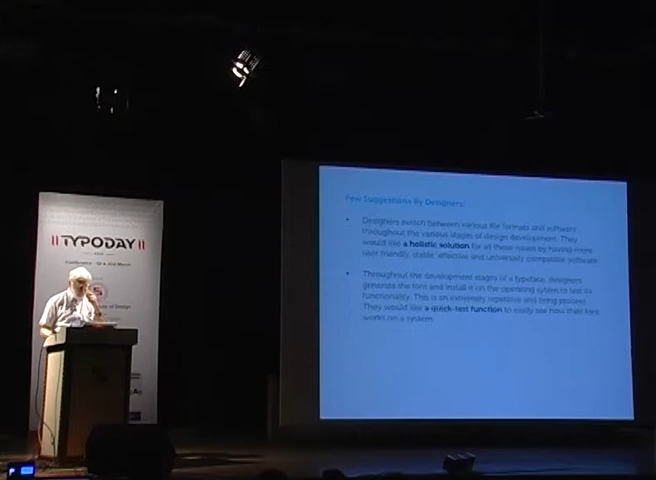 TYPODAY
Few Suggestions By Designers:
Designers switch between various file formats and software
throughout the various stages of design development. They
would like a holistic solution for all these issues by having more
user friendly, stable, effective and universally compatible software
Throughout the development stages of a typeface, designers
generate the font and install it on the operating sytem to test its
functionality. This is an extremely repetitive and tiring process.
They would like a quick-test function to easily see how their font
works on a system.
of Design